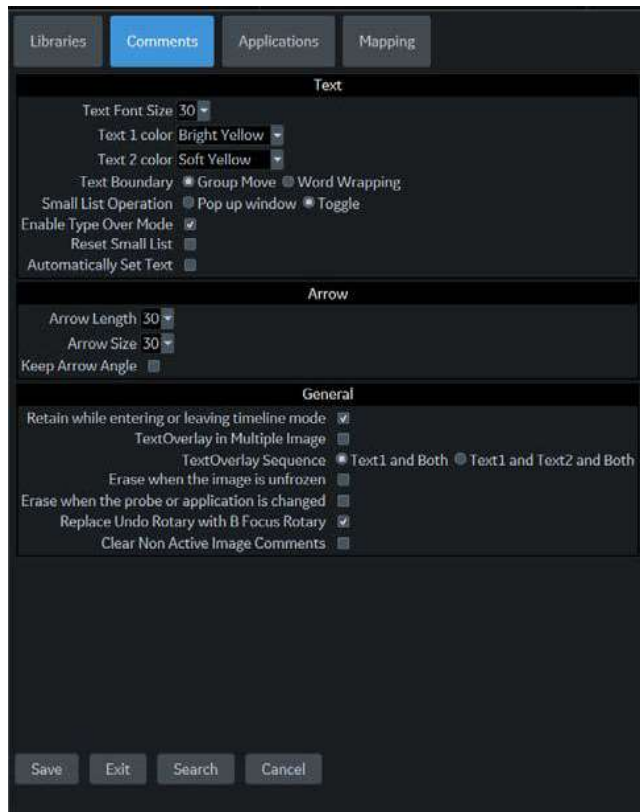 Libraries Comments Applications Mapping
Text
Text Font Size 30
Text 1 color Bright Yellow
Text 2 color Soft Yellow
Text Boundary Group Move Word Wrapping
Small List Operation Pop up window Toggle
Enable Type Over Mode
Reset Small List
Automatically Set Text
Arrow
Arrow Length 30
Arrow Size 30
Keep Arrow Angle
General
Retain while entering or leaving timeline mode
TextOverlay in Multiple Image
TextOverlay Sequence Text1 and Both Text1 and Text2 and Both
Erase when the image is unfrozen
Erase when the probe or application is changed
Replace Undo Rotary with B Focus Rotary
Clear Non Active Image Comments
Save Exit Search Cancel